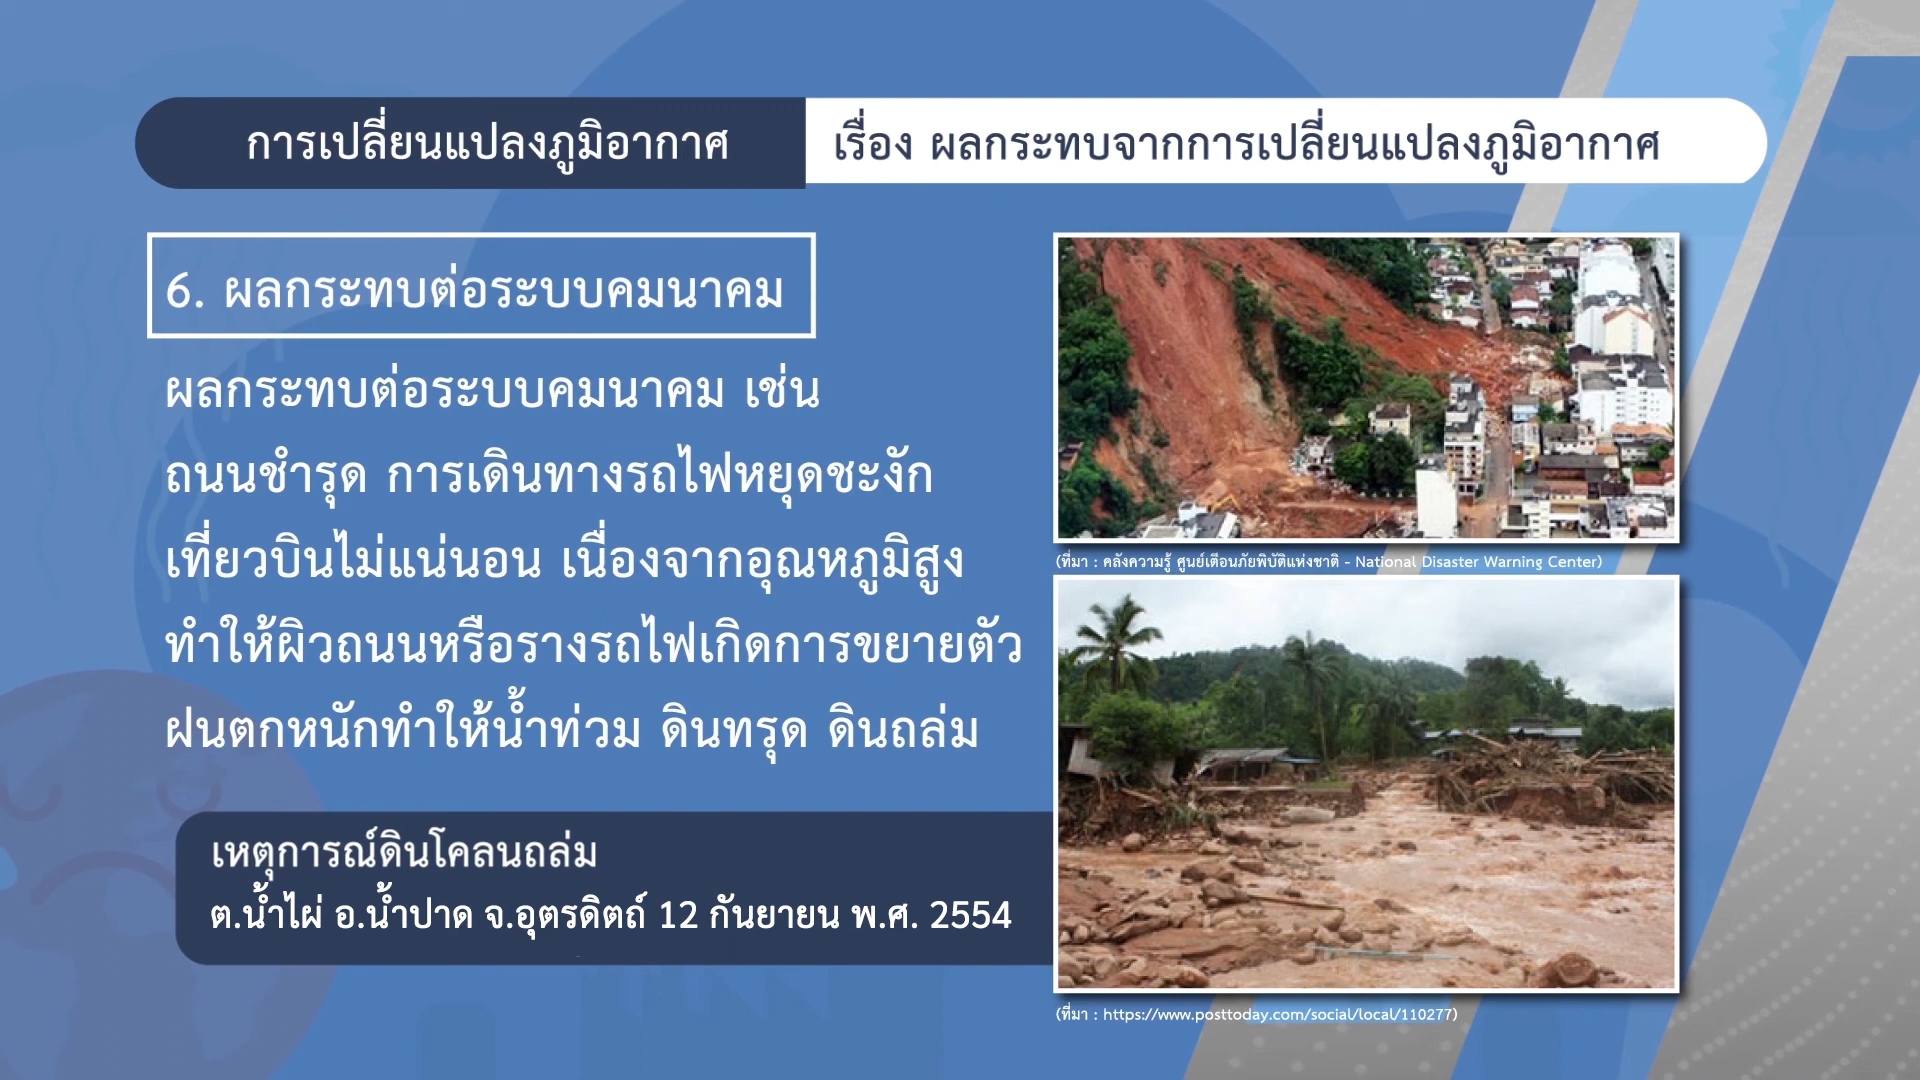 การเปลี่ยนแปลงภูมิอากาศ
เรื่อง ผลกระทบจากการเปลี่ยนแปลงภูมิอากาศ
6. ผลกระทบต่อระบบคมนาคม
ผลกระทบต่อระบบคมนาคม เช่น
ถนนชำรุด การเดินทางรถไฟหยุดชะงัก
เที่ยวบินไม่แน่นอน เนื่องจากอุณหภูมิสูง
ทำให้ผิวถนนหรือรางรถไฟเกิดการขยายตัว
ฝนตกหนักทำให้น้ำท่วม ดินทรุด ดินถล่ม
เหตุการณ์ดินโคลนถล่ม
ต.น้ำไผ่ อ.น้ำปาด จ.อุตรดิตถ์ 12 กันยายน พ.ศ. 2554
(ที่มา : คลังความรู้ ศูนย์เตือนภัยพิบัติแห่งชาติ - National Disaster Warning Center)
(ที่มา : https://www.posttoday.com/social/local/110277)